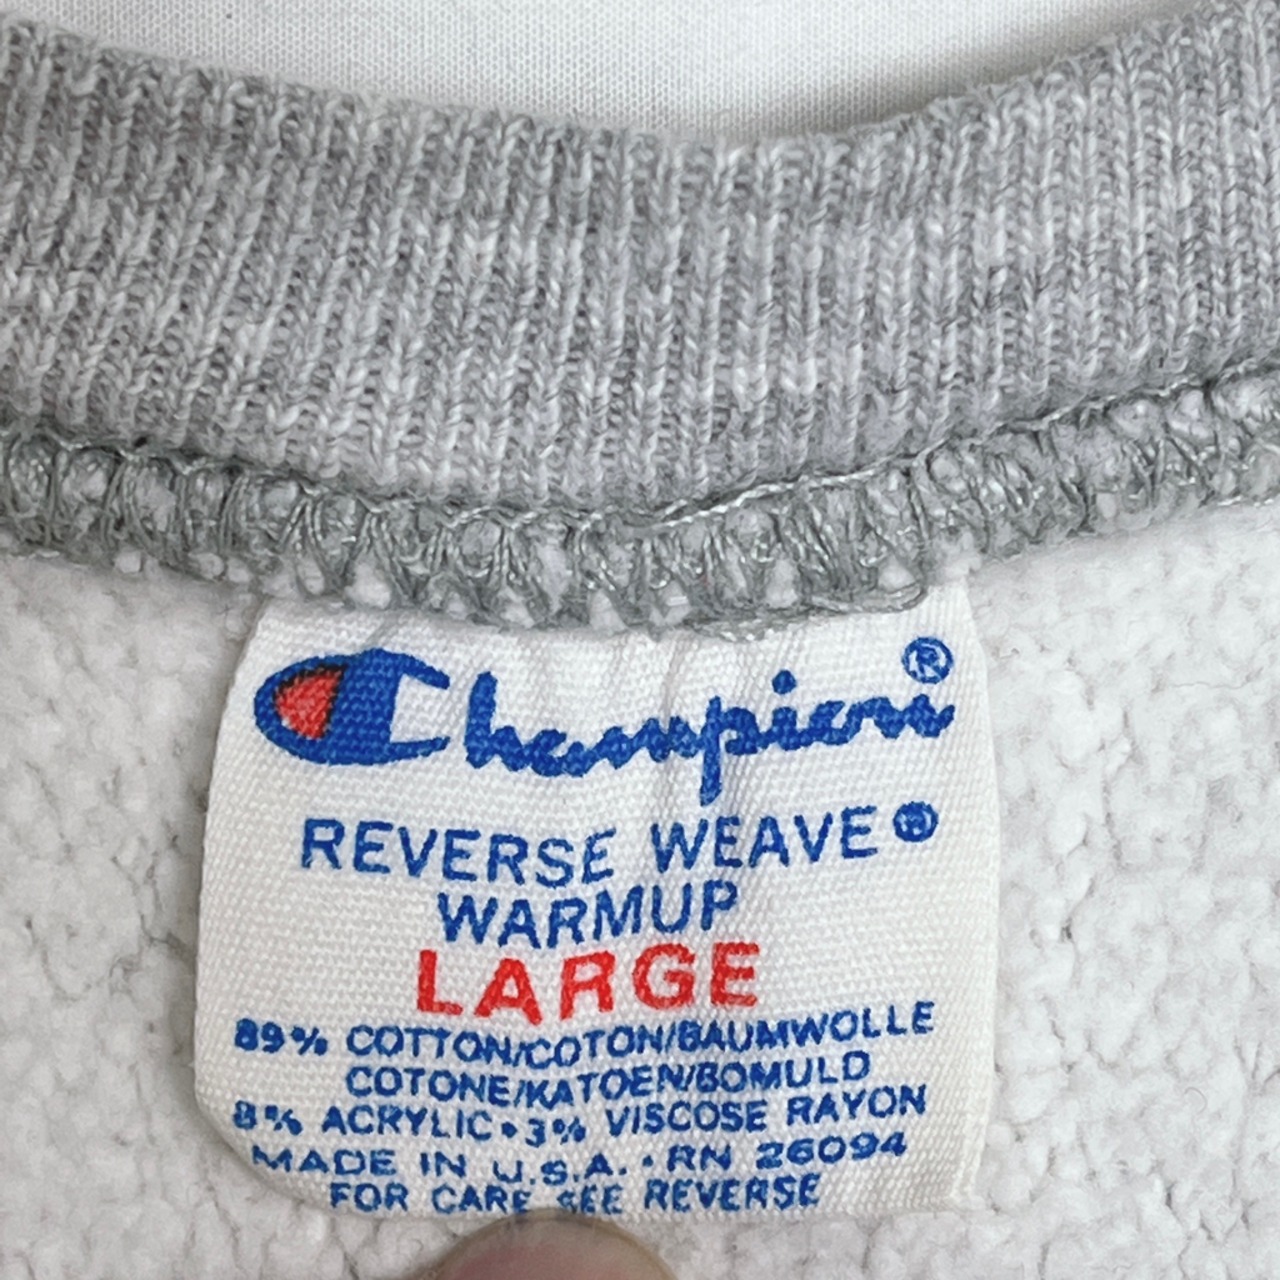 Champion®
REVERSE WEAVE®
WARMUP
LARGE
89% COTTON/COTON/BAUMWOLLE
COTONE/KATOEN/BOMULD
8% ACRYLIC•3% VISCOSE RAYON
MADE IN U.S.A. • RN 26094
FOR CARE SEE REVERSE